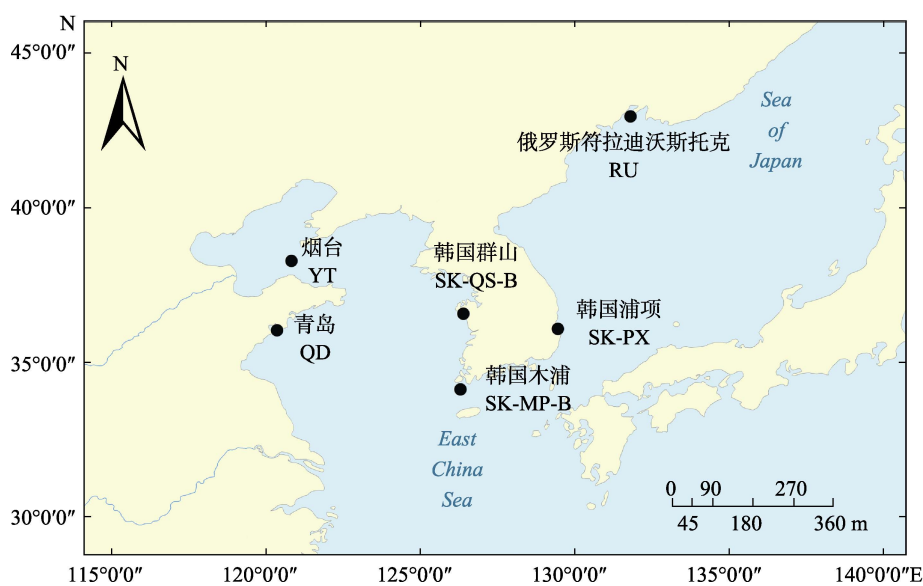 N
45°0′0″
N
Sea
of
Japan
俄罗斯符拉迪沃斯托克
RU
40°0′0″
烟台
YT
韩国群山
SK-QS-B
韩国浦项
SK-PX
青岛
QD
35°0′0″
韩国木浦
SK-MP-B
East
China
Sea
0 90 270
45 180 360 m
30°0′0″
115°0′0″ 120°0′0″ 125°0′0″ 130°0′0″ 135°0′0″ 140°0′0″E